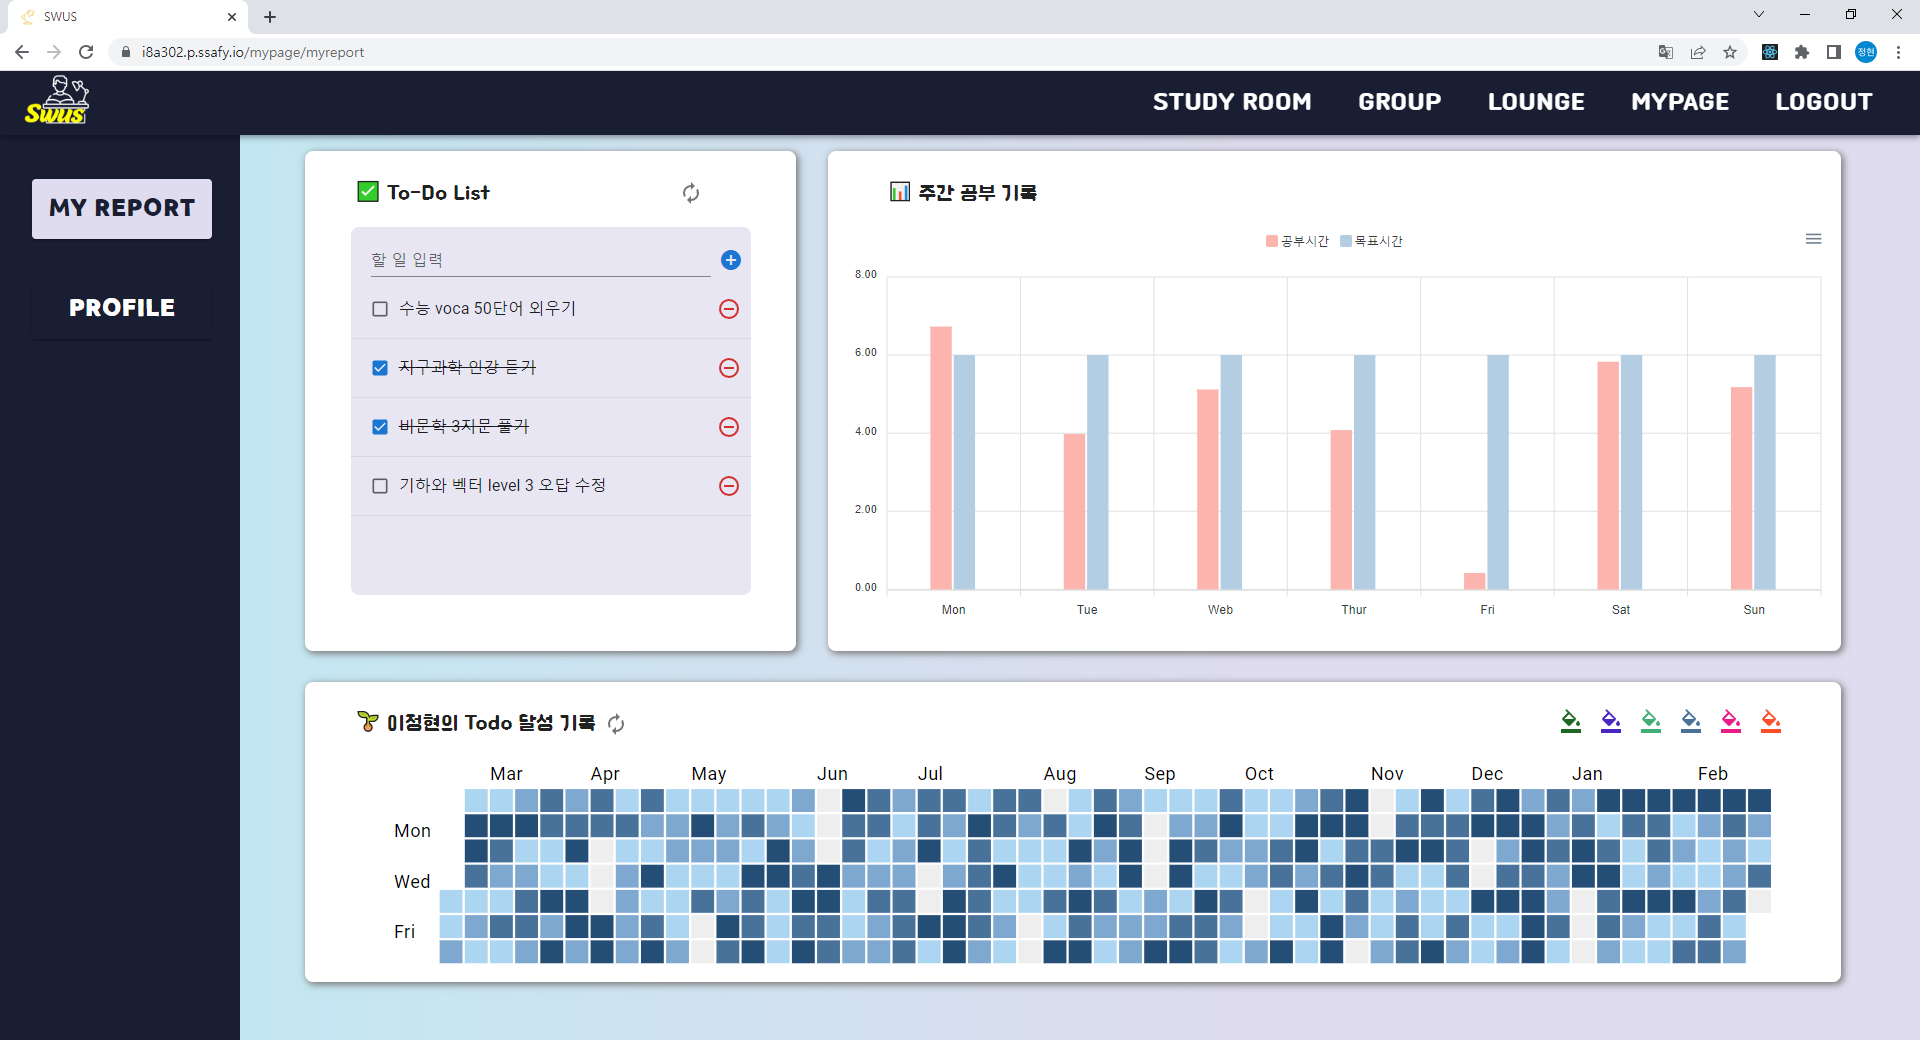 SWUS
i8a302.p.ssafy.io/mypage/myreport
정현
Swus
STUDY ROOM GROUP LOUNGE MYPAGE LOGOUT
MY REPORT
PROFILE
To-Do List
할 일 입력
수능 voca 50단어 외우기
지구과학 인강 듣기
비문학 3지문 풀기
기하와 벡터 level 3 오답 수정
주간 공부 기록
공부시간 목표시간
8.00
6.00
4.00
2.00
0.00
Mon Tue Web Thur Fri Sat Sun
이정현의 Todo 달성 기록
Mar Apr May Jun Jul Aug Sep Oct Nov Dec Jan Feb
Mon
Wed
Fri